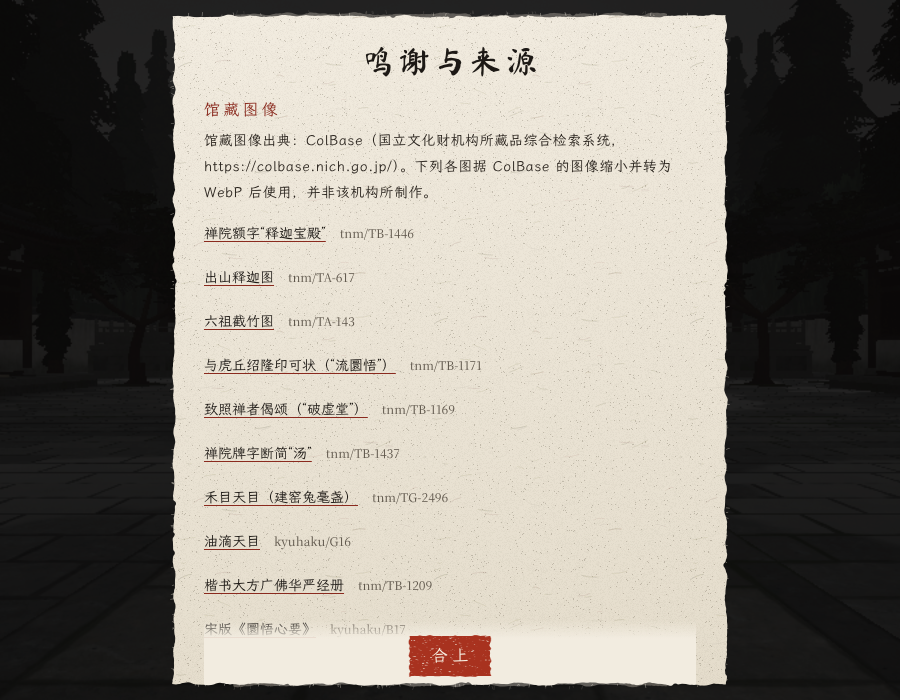 鸣谢与来源
馆藏图像
馆藏图像出典：ColBase（国立文化财机构所藏品综合检索系统，
https://colbase.nich.go.jp/）。下列各图据 ColBase 的图像缩小并转为
WebP 后使用，并非该机构所制作。
禅院额字“释迦宝殿” tnm/TB-1446
出山释迦图 tnm/TA-617
六祖截竹图 tnm/TA-143
与虎丘绍隆印可状（“流圜悟”） tnm/TB-1171
致照禅者偈颂（“破虚堂”） tnm/TB-1169
禅院牌字断简“汤” tnm/TB-1437
禾目天目（建窑兔毫盏） tnm/TG-2496
油滴天目 kyuhaku/G16
楷书大方广佛华严经册 tnm/TB-1209
宋版《圜悟心要》 kyuhaku/B17
合上